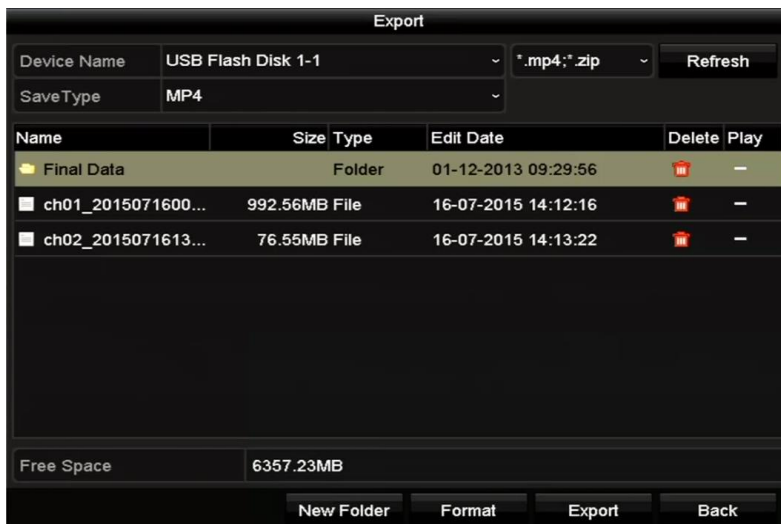 Export
Device Name USB Flash Disk 1-1 *.mp4;*.zip Refresh
SaveType MP4
Name Size Type Edit Date Delete Play
Final Data Folder 01-12-2013 09:29:56
ch01_2015071600... 992.56MB File 16-07-2015 14:12:16
ch02_2015071613... 76.55MB File 16-07-2015 14:13:22
Free Space 6357.23MB
New Folder Format Export Back